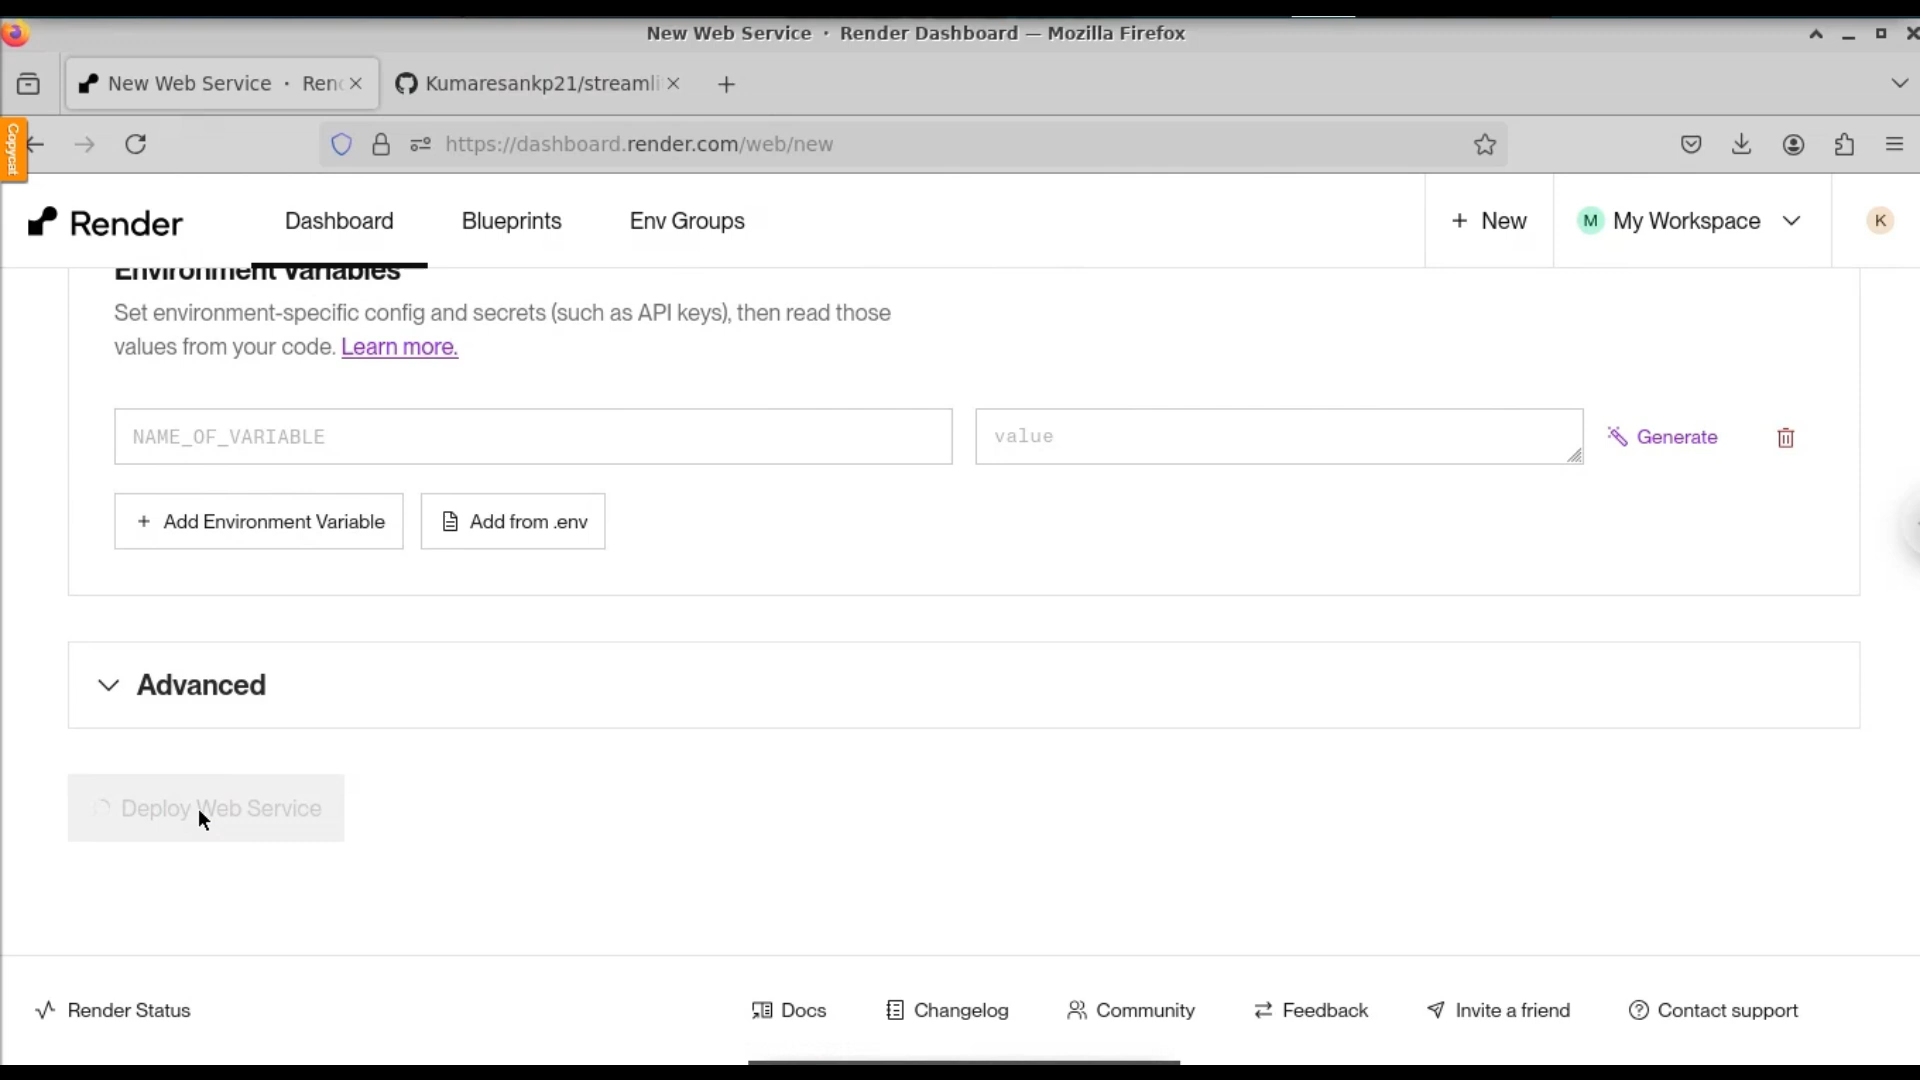 New Web Service · Render Dashboard — Mozilla Firefox
New Web Service · Ren
Kumaresankp21/streamli
Copycat
https://dashboard.render.com/web/new
Render
Dashboard
Blueprints
Env Groups
+ New
M My Workspace
K
Environment Variables
Set environment-specific config and secrets (such as API keys), then read those
values from your code. Learn more.
NAME_OF_VARIABLE
value
Generate
+ Add Environment Variable
Add from .env
Advanced
Deploy Web Service
Render Status
Docs
Changelog
Community
Feedback
Invite a friend
Contact support